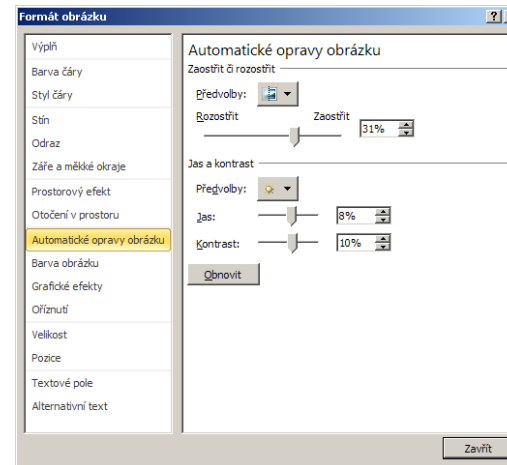 Formát obrázku
Výplň
Barva čáry
Styl čáry
Stín
Odraz
Záře a měkké okraje
Prostorový efekt
Otočení v prostoru
Automatické opravy obrázku
Barva obrázku
Grafické efekty
Oříznutí
Velikost
Pozice
Textové pole
Alternativní text
Automatické opravy obrázku
Zaostřit či rozostřit
Předvolby:
Rozostřit Zaostřit
31%
Jas a kontrast
Předvolby:
Jas: 8%
Kontrast: 10%
Obnovit
Zavřít